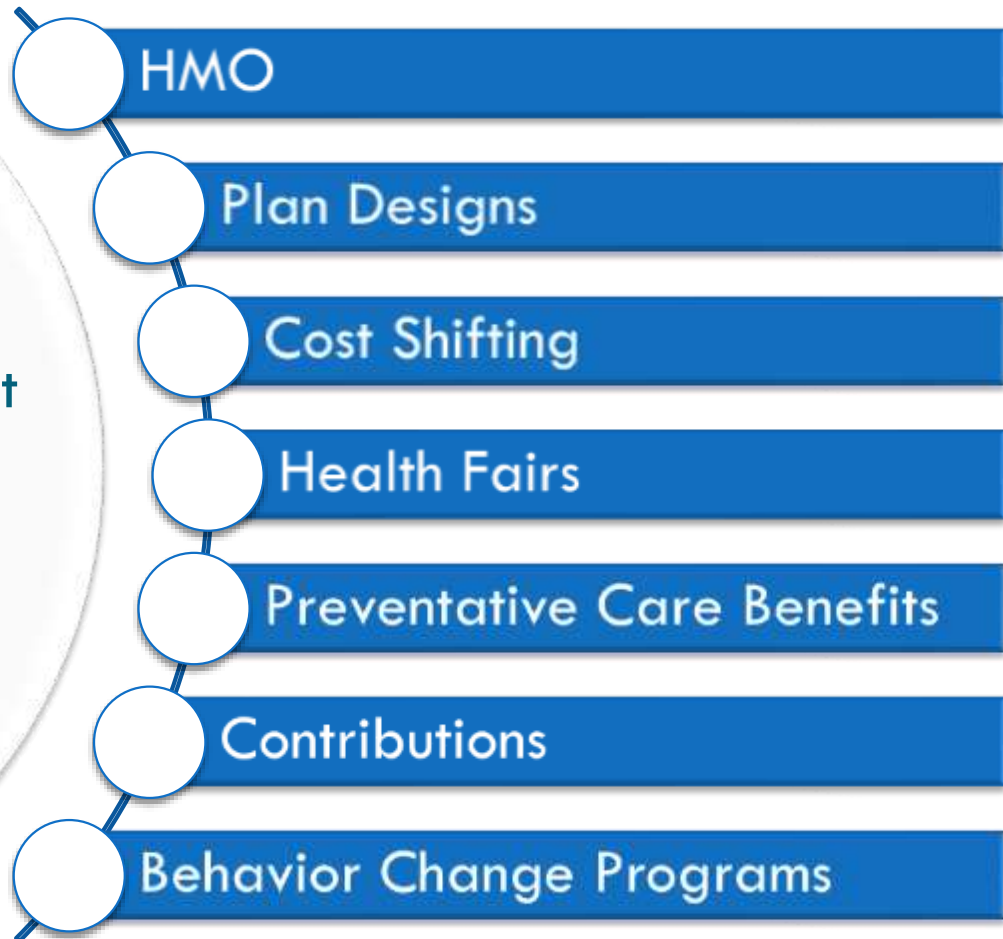 HMO
Plan Designs
Cost Shifting
t
Health Fairs
Preventative Care Benefits
Contributions
Behavior Change Programs